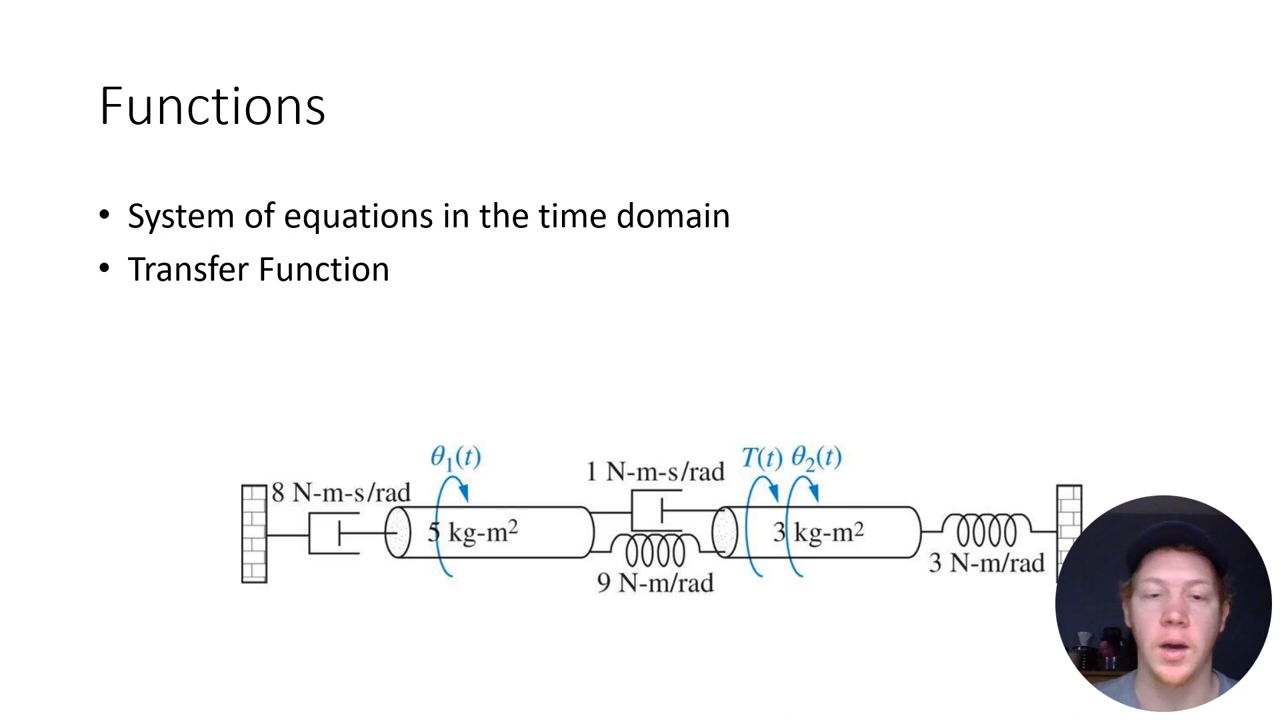 Functions
• System of equations in the time domain
• Transfer Function
θ₁(t)
T(t) θ₂(t)
1 N-m-s/rad
8 N-m-s/rad
5 kg-m²
3 kg-m²
3 N-m/rad
9 N-m/rad